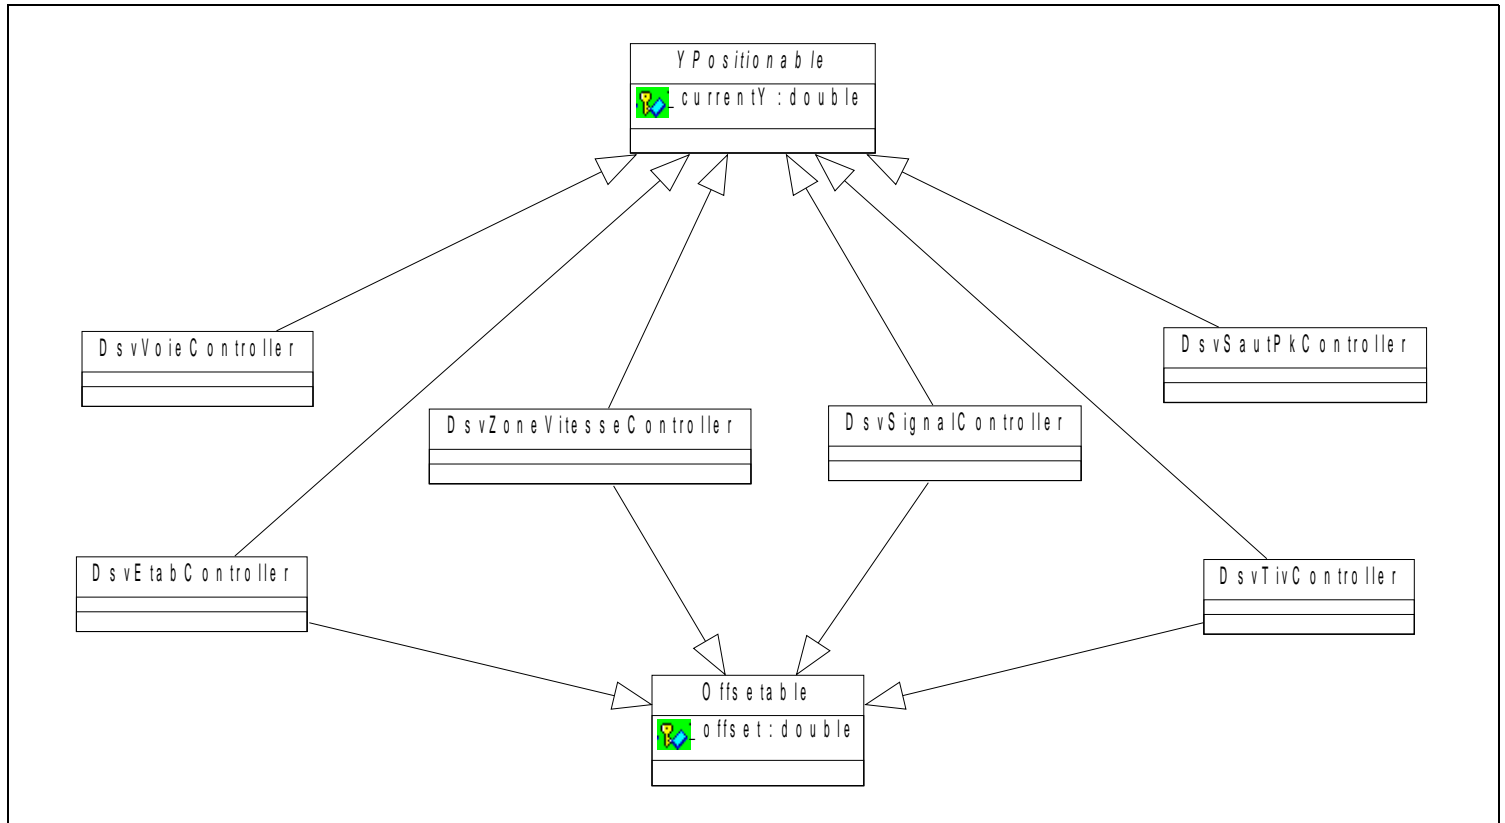 YPositionable
_currentY : double
DsvVoieController
DsvSautPkController
DsvZoneVitesseController
DsvSignalController
DsvEtabController
DsvTivController
Offsetable
_offset : double